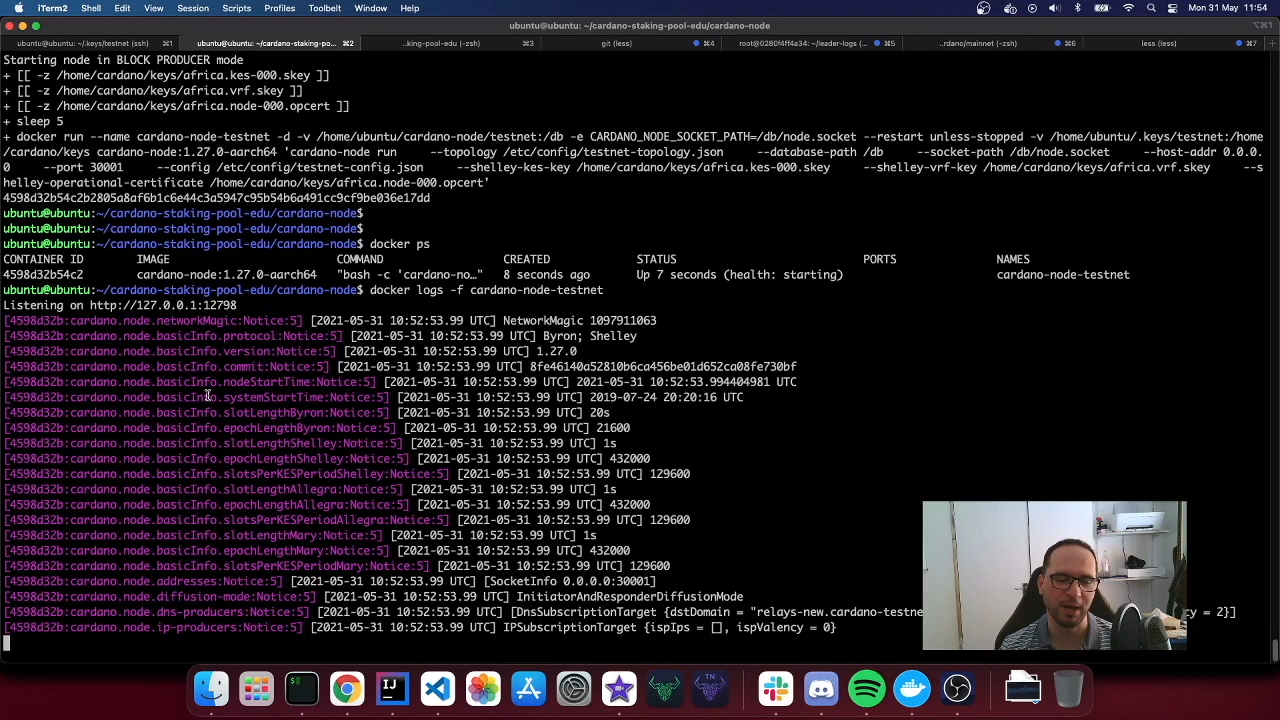 iTerm2 Shell Edit View Session Scripts Profiles Toolbelt Window Help Mon 31 May 11:54
ubuntu@ubuntu: ~/cardano-staking-pool-edu/cardano-node ⌥⌘1
ubuntu@ubuntu: ~/.keys/testnet (ssh) ⌘1 ubuntu@ubuntu: ~/cardano-staking-po... ⌘2 ..king-pool-edu (-zsh) ⌘3 git (less) ⌘4 root@0280f4ff4a34: ~/leader-logs (... ⌘5 ..rdano/mainnet (-zsh) ⌘6 less (less) ⌘7
Starting node in BLOCK PRODUCER mode
+ [[ -z /home/cardano/keys/africa.kes-000.skey ]]
+ [[ -z /home/cardano/keys/africa.vrf.skey ]]
+ [[ -z /home/cardano/keys/africa.node-000.opcert ]]
+ sleep 5
+ docker run --name cardano-node-testnet -d -v /home/ubuntu/cardano-node/testnet:/db -e CARDANO_NODE_SOCKET_PATH=/db/node.socket --restart unless-stopped -v /home/ubuntu/.keys/testnet:/home
/cardano/keys cardano-node:1.27.0-aarch64 'cardano-node run --topology /etc/config/testnet-topology.json --database-path /db --socket-path /db/node.socket --host-addr 0.0.0.
0 --port 30001 --config /etc/config/testnet-config.json --shelley-kes-key /home/cardano/keys/africa.kes-000.skey --shelley-vrf-key /home/cardano/keys/africa.vrf.skey --s
helley-operational-certificate /home/cardano/keys/africa.node-000.opcert'
4598d32b54c2b2805a8af6b1c6e44c3a5947c95b54b6a491cc9cf9be036e17dd
ubuntu@ubuntu:~/cardano-staking-pool-edu/cardano-node$
ubuntu@ubuntu:~/cardano-staking-pool-edu/cardano-node$
ubuntu@ubuntu:~/cardano-staking-pool-edu/cardano-node$ docker ps
CONTAINER ID IMAGE COMMAND CREATED STATUS PORTS NAMES
4598d32b54c2 cardano-node:1.27.0-aarch64 "bash -c 'cardano-no…" 8 seconds ago Up 7 seconds (health: starting) cardano-node-testnet
ubuntu@ubuntu:~/cardano-staking-pool-edu/cardano-node$ docker logs -f cardano-node-testnet
Listening on http://127.0.0.1:12798
[4598d32b:cardano.node.networkMagic:Notice:5] [2021-05-31 10:52:53.99 UTC] NetworkMagic 1097911063
[4598d32b:cardano.node.basicInfo.protocol:Notice:5] [2021-05-31 10:52:53.99 UTC] Byron; Shelley
[4598d32b:cardano.node.basicInfo.version:Notice:5] [2021-05-31 10:52:53.99 UTC] 1.27.0
[4598d32b:cardano.node.basicInfo.commit:Notice:5] [2021-05-31 10:52:53.99 UTC] 8fe46140a52810b6ca456be01d652ca08fe730bf
[4598d32b:cardano.node.basicInfo.nodeStartTime:Notice:5] [2021-05-31 10:52:53.99 UTC] 2021-05-31 10:52:53.994404981 UTC
[4598d32b:cardano.node.basicInfo.systemStartTime:Notice:5] [2021-05-31 10:52:53.99 UTC] 2019-07-24 20:20:16 UTC
[4598d32b:cardano.node.basicInfo.slotLengthByron:Notice:5] [2021-05-31 10:52:53.99 UTC] 20s
[4598d32b:cardano.node.basicInfo.epochLengthByron:Notice:5] [2021-05-31 10:52:53.99 UTC] 21600
[4598d32b:cardano.node.basicInfo.slotLengthShelley:Notice:5] [2021-05-31 10:52:53.99 UTC] 1s
[4598d32b:cardano.node.basicInfo.epochLengthShelley:Notice:5] [2021-05-31 10:52:53.99 UTC] 432000
[4598d32b:cardano.node.basicInfo.slotsPerKESPeriodShelley:Notice:5] [2021-05-31 10:52:53.99 UTC] 129600
[4598d32b:cardano.node.basicInfo.slotLengthAllegra:Notice:5] [2021-05-31 10:52:53.99 UTC] 1s
[4598d32b:cardano.node.basicInfo.epochLengthAllegra:Notice:5] [2021-05-31 10:52:53.99 UTC] 432000
[4598d32b:cardano.node.basicInfo.slotsPerKESPeriodAllegra:Notice:5] [2021-05-31 10:52:53.99 UTC] 129600
[4598d32b:cardano.node.basicInfo.slotLengthMary:Notice:5] [2021-05-31 10:52:53.99 UTC] 1s
[4598d32b:cardano.node.basicInfo.epochLengthMary:Notice:5] [2021-05-31 10:52:53.99 UTC] 432000
[4598d32b:cardano.node.basicInfo.slotsPerKESPeriodMary:Notice:5] [2021-05-31 10:52:53.99 UTC] 129600
[4598d32b:cardano.node.addresses:Notice:5] [2021-05-31 10:52:53.99 UTC] [SocketInfo 0.0.0.0:30001]
[4598d32b:cardano.node.diffusion-mode:Notice:5] [2021-05-31 10:52:53.99 UTC] InitiatorAndResponderDiffusionMode
[4598d32b:cardano.node.dns-producers:Notice:5] [2021-05-31 10:52:53.99 UTC] [DnsSubscriptionTarget {dstDomain = "relays-new.cardano-testne ncy = 2}]
[4598d32b:cardano.node.ip-producers:Notice:5] [2021-05-31 10:52:53.99 UTC] IPSubscriptionTarget {ispIps = [], ispValency = 0}
TN